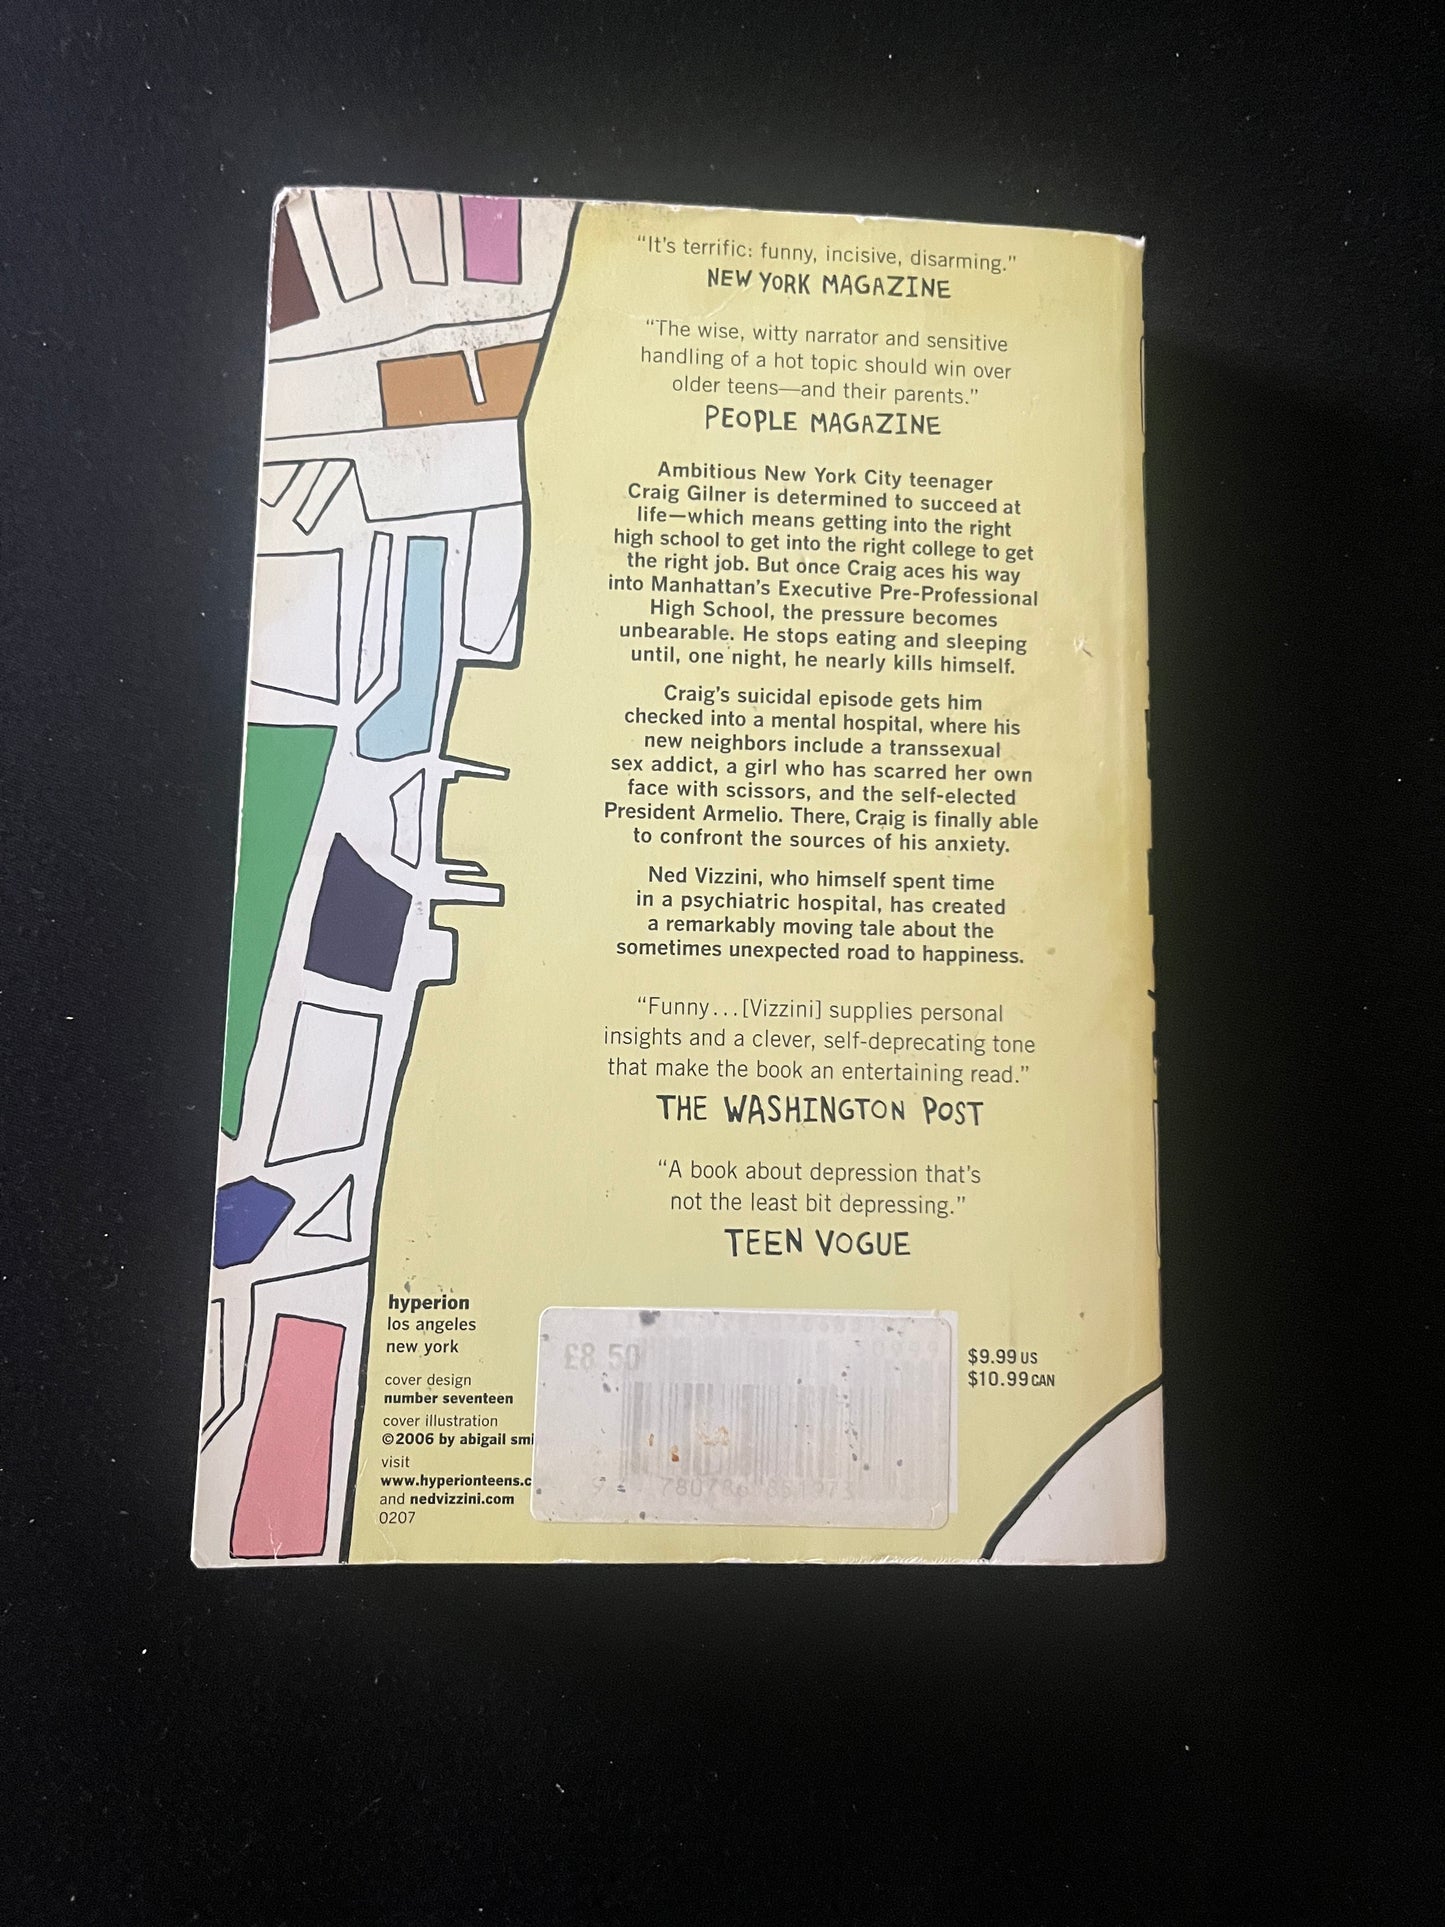 “It’s terrific: funny, incisive, disarming.”
NEW YORK MAGAZINE
“The wise, witty narrator and sensitive
handling of a hot topic should win over
older teens—and their parents.”
PEOPLE MAGAZINE
Ambitious New York City teenager
Craig Gilner is determined to succeed at
life—which means getting into the right
high school to get into the right college to get
the right job. But once Craig aces his way
into Manhattan’s Executive Pre-Professional
High School, the pressure becomes
unbearable. He stops eating and sleeping
until, one night, he nearly kills himself.
Craig’s suicidal episode gets him
checked into a mental hospital, where his
new neighbors include a transsexual
sex addict, a girl who has scarred her own
face with scissors, and the self-elected
President Armelio. There, Craig is finally able
to confront the sources of his anxiety.
Ned Vizzini, who himself spent time
in a psychiatric hospital, has created
a remarkably moving tale about the
sometimes unexpected road to happiness.
“Funny...[Vizzini] supplies personal
insights and a clever, self-deprecating tone
that make the book an entertaining read.”
THE WASHINGTON POST
“A book about depression that’s
not the least bit depressing.”
TEEN VOGUE
hyperion
los angeles
new york
cover design
number seventeen
cover illustration
©2006 by abigail smi
visit
www.hyperionteens.c
and nedvizzini.com
0207
£8.50
$9.99 US
$10.99 CAN